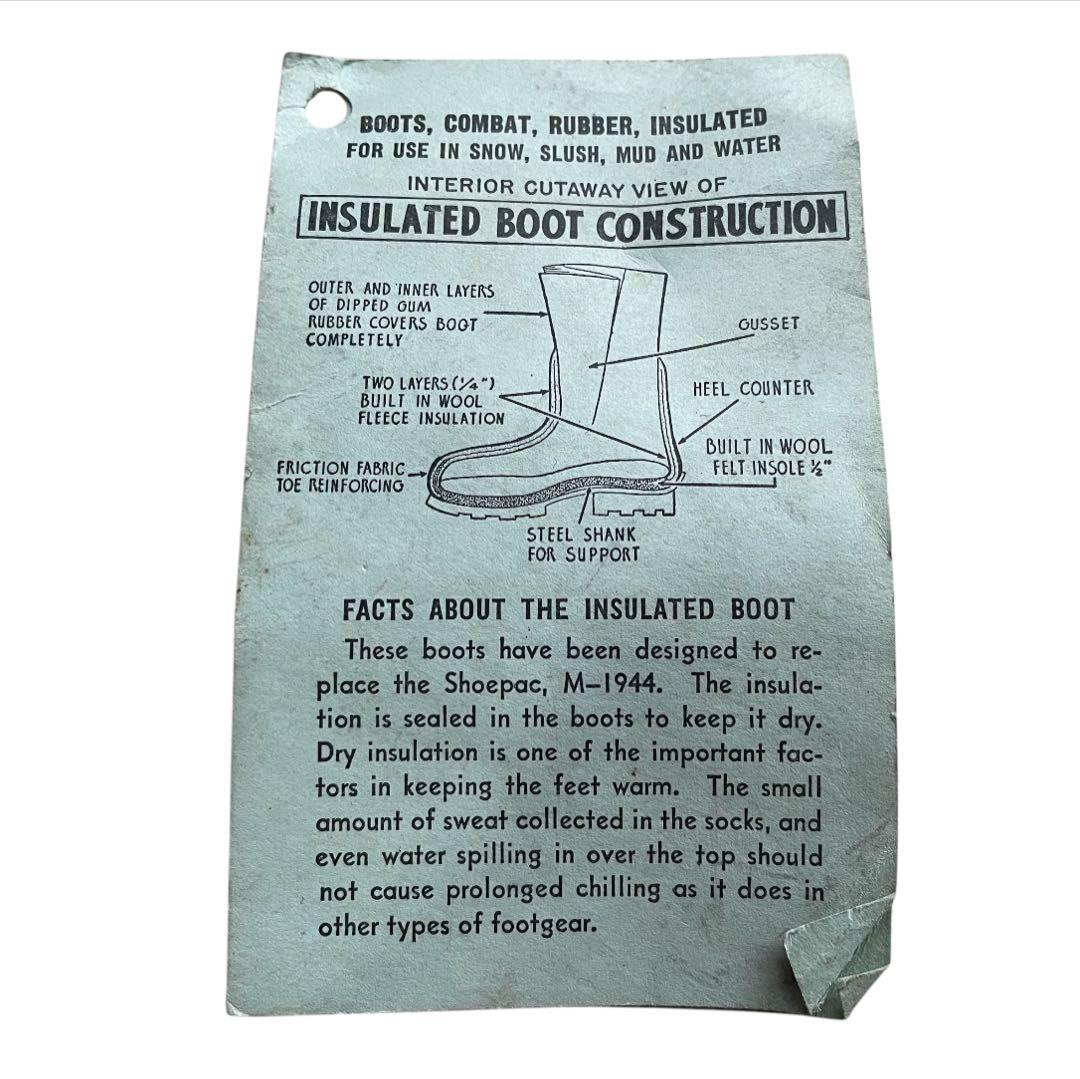 BOOTS, COMBAT, RUBBER, INSULATED
FOR USE IN SNOW, SLUSH, MUD AND WATER
INTERIOR CUTAWAY VIEW OF
INSULATED BOOT CONSTRUCTION
OUTER AND INNER LAYERS
OF DIPPED GUM
RUBBER COVERS BOOT
COMPLETELY
GUSSET
TWO LAYERS (1/4")
BUILT IN WOOL
FLEECE INSULATION
HEEL COUNTER
BUILT IN WOOL
FELT INSOLE 1/2"
FRICTION FABRIC
TOE REINFORCING
STEEL SHANK
FOR SUPPORT
FACTS ABOUT THE INSULATED BOOT
These boots have been designed to re-
place the Shoepac, M-1944. The insula-
tion is sealed in the boots to keep it dry.
Dry insulation is one of the important fac-
tors in keeping the feet warm. The small
amount of sweat collected in the socks, and
even water spilling in over the top should
not cause prolonged chilling as it does in
other types of footgear.